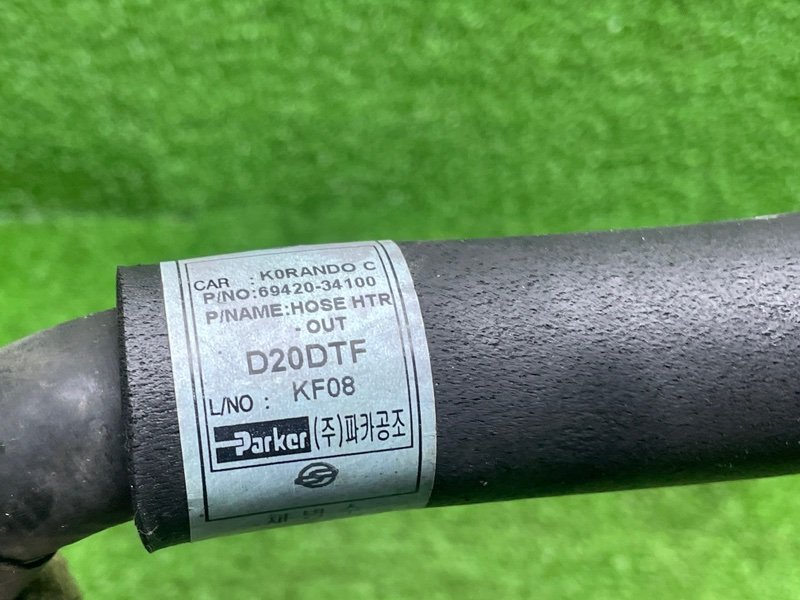 CAR : K0RANDO C
P/NO:69420-34100
P/NAME:HOSE HTR
-OUT
D20DTF
L/NO : KF08
Parker (주)파카공조